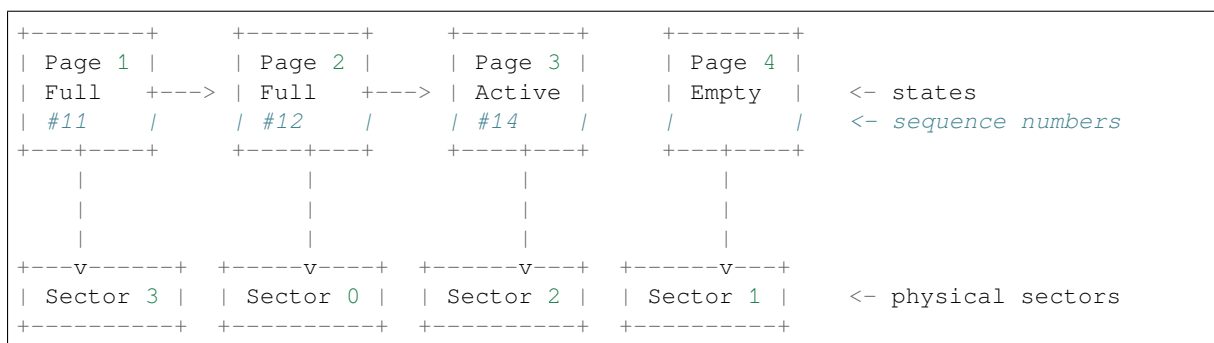 +--------+     +--------+     +--------+     +--------+
| Page 1 |     | Page 2 |     | Page 3 |     | Page 4 |
| Full   +---> | Full   +---> | Active |     | Empty  |   <- states
| #11    |     | #12    |     | #14    |     |        |   <- sequence numbers
+---+----+     +----+---+     +----+---+     +---+----+
    |               |              |             |
    |               |              |             |
    |               |              |             |
+---v------+  +-----v----+  +------v---+  +------v---+
| Sector 3 |  | Sector 0 |  | Sector 2 |  | Sector 1 |    <- physical sectors
+----------+  +----------+  +----------+  +----------+